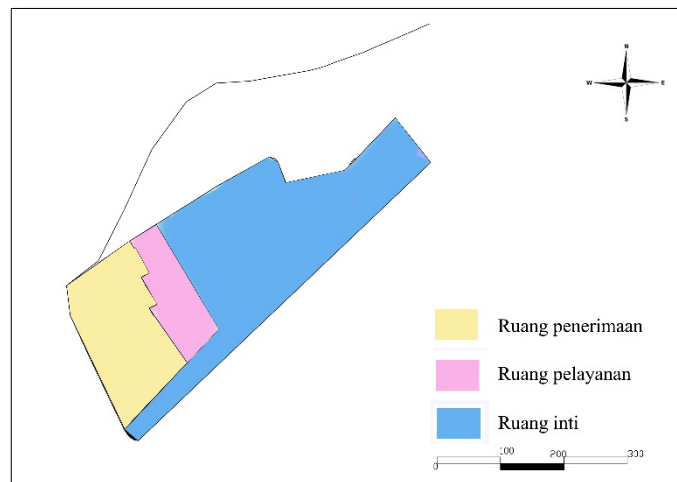 N
W E
S
Ruang penerimaan
Ruang pelayanan
Ruang inti
0 100 200 300